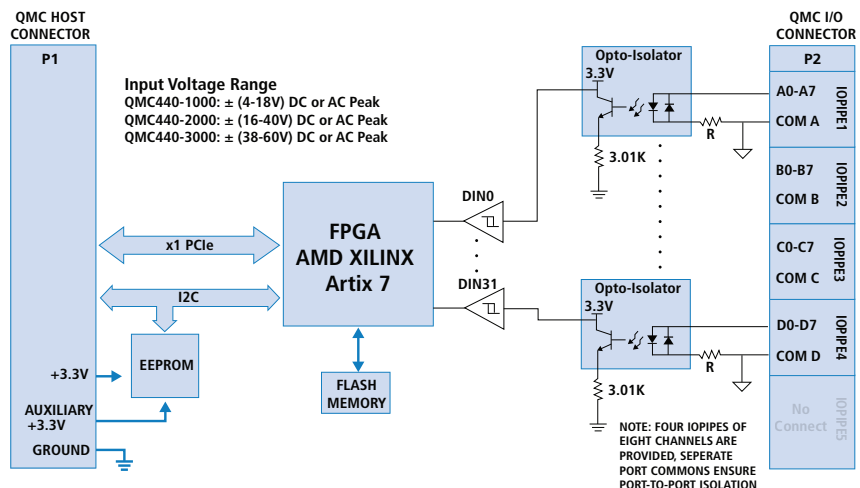 QMC HOST
CONNECTOR
P1
Input Voltage Range
QMC440-1000: ± (4-18V) DC or AC Peak
QMC440-2000: ± (16-40V) DC or AC Peak
QMC440-3000: ± (38-60V) DC or AC Peak
x1 PCIe
I2C
EEPROM
+3.3V
AUXILIARY
+3.3V
GROUND
FPGA
AMD XILINX
Artix 7
FLASH
MEMORY
DIN0
DIN31
Opto-Isolator
3.3V
3.01K
R
Opto-Isolator
3.3V
3.01K
R
NOTE: FOUR IOPIPES OF
EIGHT CHANNELS ARE
PROVIDED, SEPERATE
PORT COMMONS ENSURE
PORT-TO-PORT ISOLATION
QMC I/O
CONNECTOR
P2
A0-A7
COM A
IOPIPE1
B0-B7
COM B
IOPIPE2
C0-C7
COM C
IOPIPE3
D0-D7
COM D
IOPIPE4
No
Connect
IOPIPE5